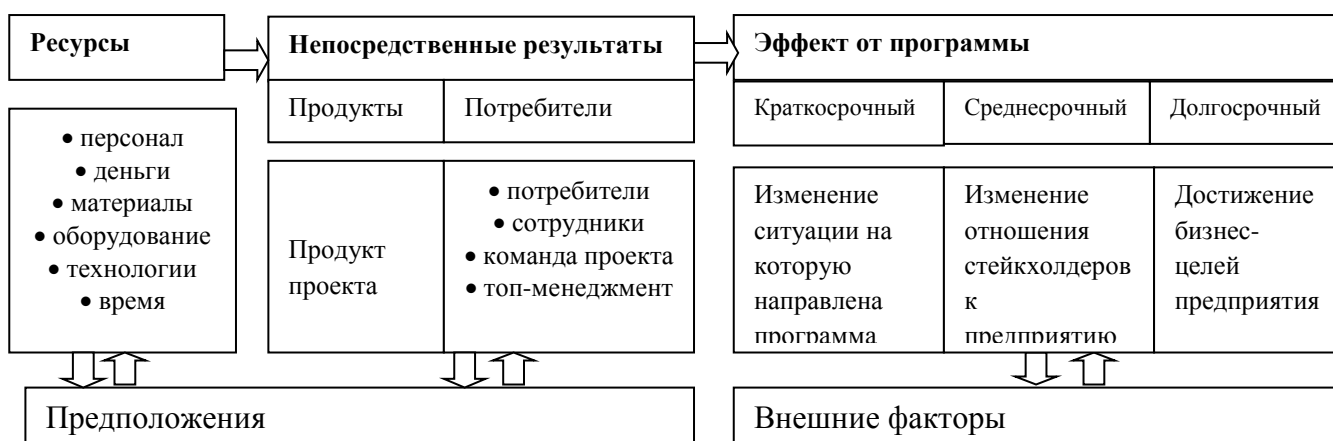 Ресурсы
Непосредственные результаты
Эффект от программы
Продукты
Потребители
Краткосрочный
Среднесрочный
Долгосрочный
• персонал
• деньги
• материалы
• оборудование
• технологии
• время
Продукт
проекта
• потребители
• сотрудники
• команда проекта
• топ-менеджмент
Изменение
ситуации на
которую
направлена
программа
Изменение
отношения
стейкхолдеров
к
предприятию
Достижение
бизнес-
целей
предприятия
Предположения
Внешние факторы